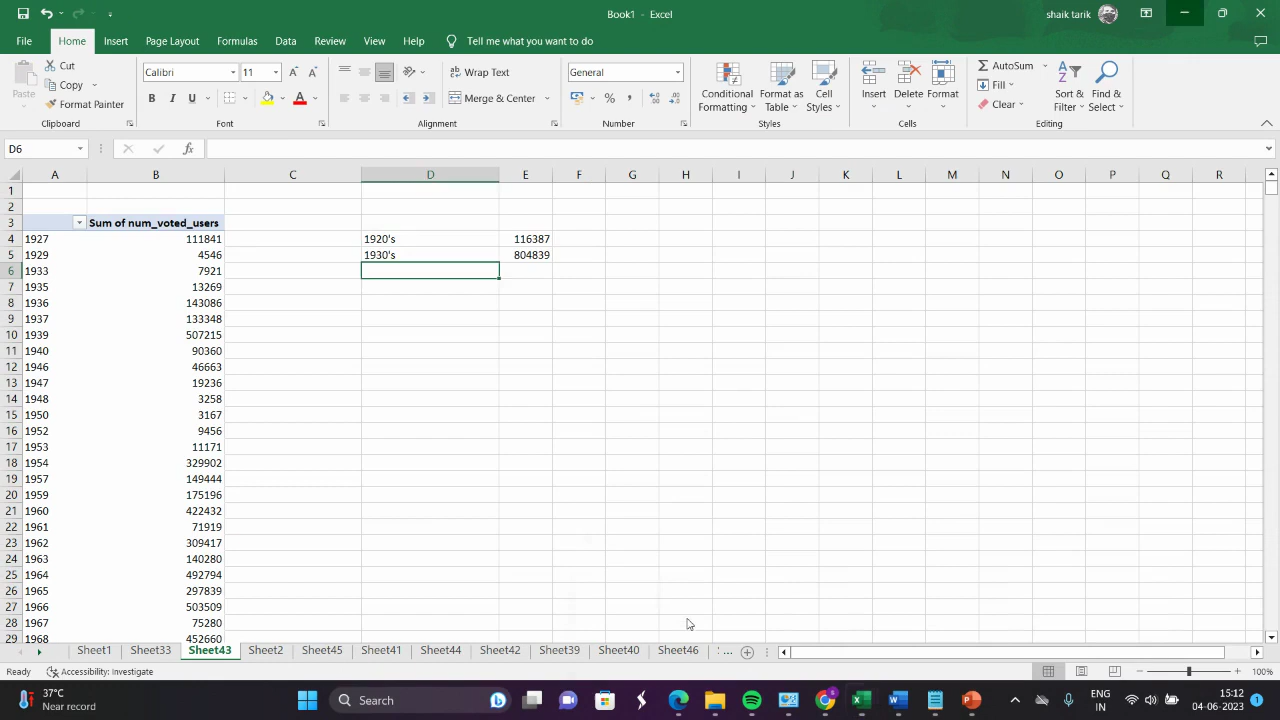 Book1 - Excel
shaik tarik
File Home Insert Page Layout Formulas Data Review View Help Tell me what you want to do
Paste
Cut
Copy
Format Painter
Clipboard
Calibri 11
B I U
Font
Wrap Text
Merge & Center
Alignment
General
Number
Conditional Formatting
Format as Table
Cell Styles
Styles
Insert
Delete
Format
Cells
AutoSum
Fill
Clear
Sort & Filter
Find & Select
Editing
D6
A B C D E F G H I J K L M N O P Q R
1
2
3 Sum of num_voted_users
4 1927 111841 1920's 116387
5 1929 4546 1930's 804839
6 1933 7921
7 1935 13269
8 1936 143086
9 1937 133348
10 1939 507215
11 1940 90360
12 1946 46663
13 1947 19236
14 1948 3258
15 1950 3167
16 1952 9456
17 1953 11171
18 1954 329902
19 1957 149444
20 1959 175196
21 1960 422432
22 1961 71919
23 1962 309417
24 1963 140280
25 1964 492794
26 1965 297839
27 1966 503509
28 1967 75280
29 1968 452660
Sheet1 Sheet33 Sheet43 Sheet2 Sheet45 Sheet41 Sheet44 Sheet42 Sheet39 Sheet40 Sheet46 ...
Ready Accessibility: Investigate 100%
37°C
Near record
Search
ENG
IN
15:12
04-06-2023